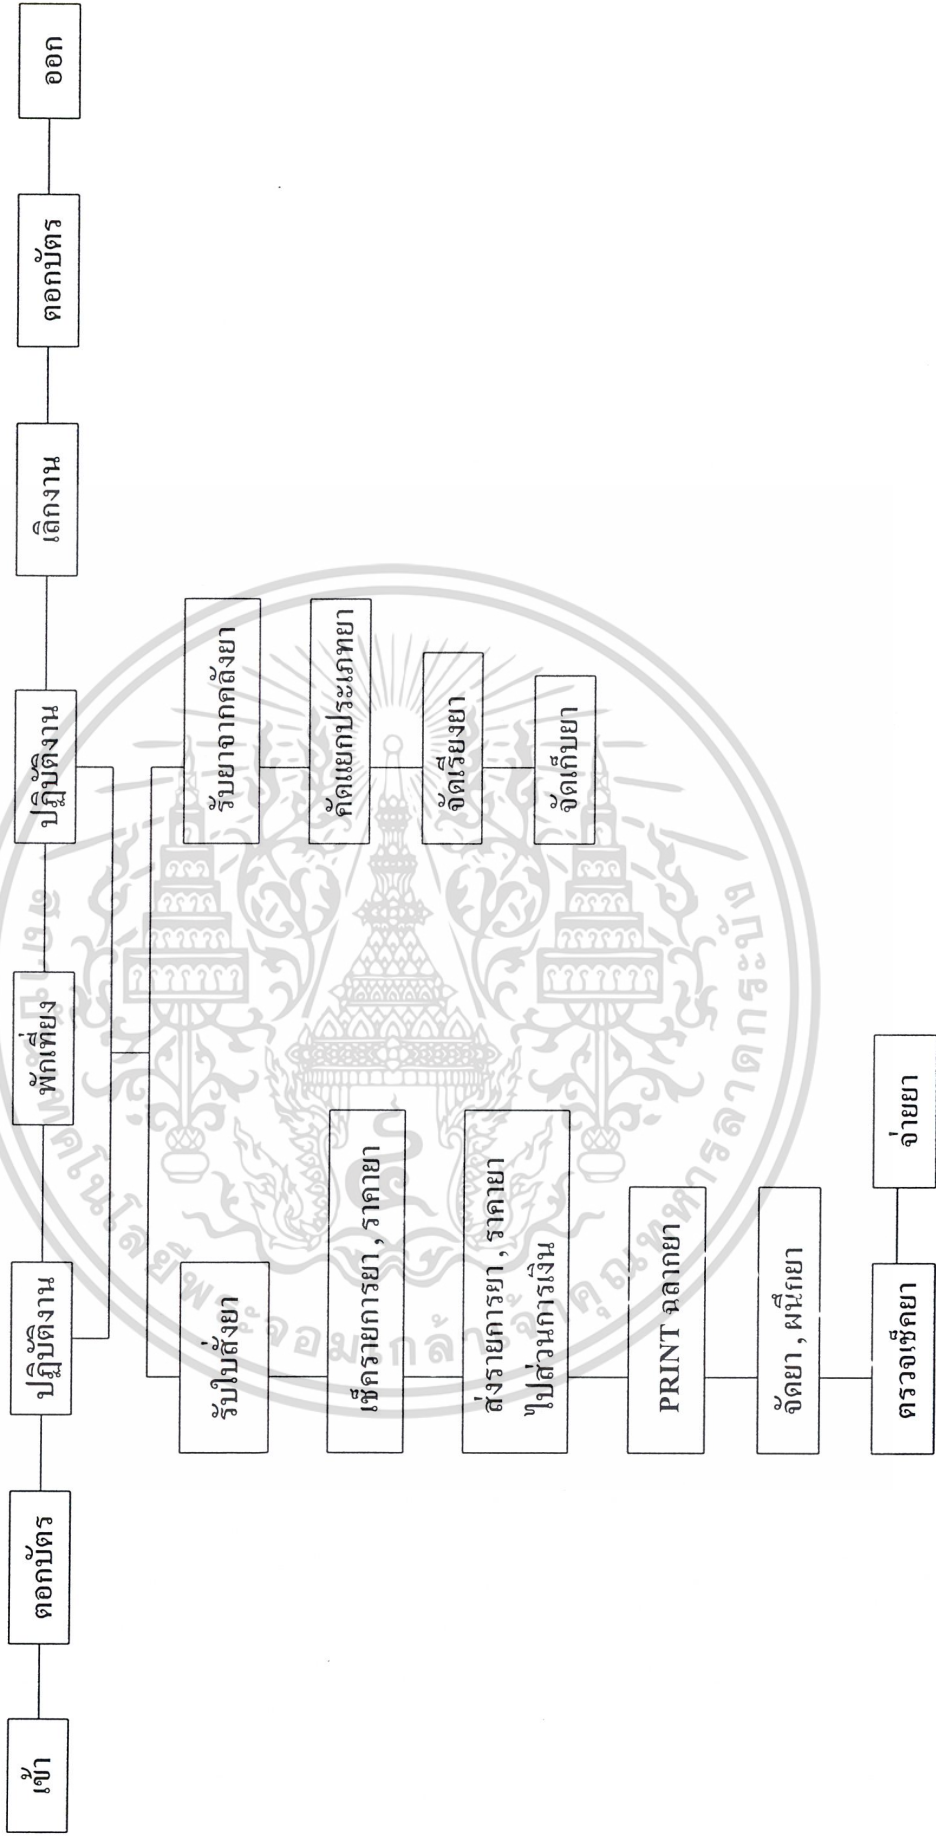 เข้า
ตอกบัตร
ปฏิบัติงาน
พักเที่ยง
ปฏิบัติงาน
เลิกงาน
ตอกบัตร
ออก
รับใบสั่งยา
เช็ครายการยา , ราคายา
ส่งรายการยา , ราคายา
ไปส่วนการเงิน
PRINT ฉลากยา
จัดยา , ผนึกยา
ตรวจเช็คยา
จ่ายยา
รับยาจากคลังยา
คัดแยกประเภทยา
จัดเรียงยา
จัดเก็บยา